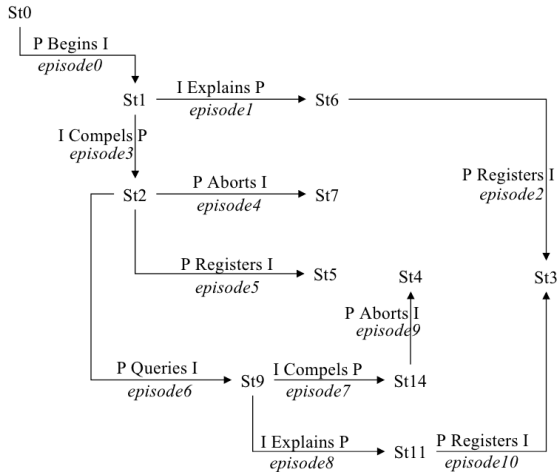 St0
P Begins I
episode0
St1
I Explains P
episode1
St6
I Compels P
episode3
P Registers I
episode2
St2
P Aborts I
episode4
St7
P Registers I
episode5
St5
St4
St3
P Aborts I
episode9
P Queries I
episode6
St9
I Compels P
episode7
St14
I Explains P
episode8
St11
P Registers I
episode10